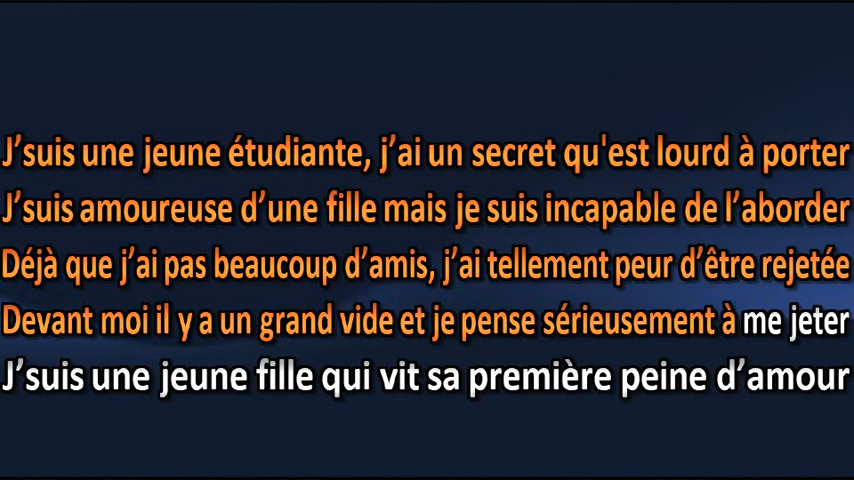 J’suis une jeune étudiante, j’ai un secret qu'est lourd à porter
J’suis amoureuse d’une fille mais je suis incapable de l’aborder
Déjà que j’ai pas beaucoup d’amis, j’ai tellement peur d’être rejetée
Devant moi il y a un grand vide et je pense sérieusement à me jeter
J’suis une jeune fille qui vit sa première peine d’amour